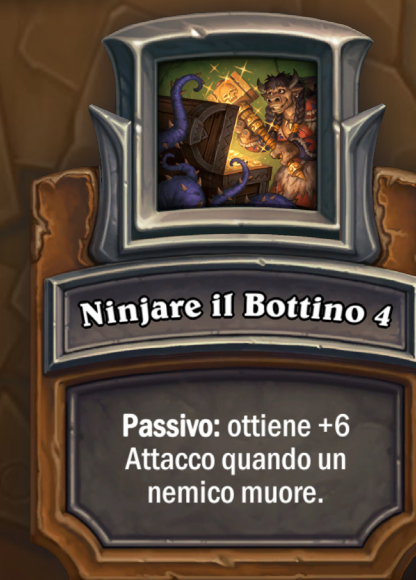 Ninjare il Bottino 4
Passivo: ottiene +6
Attacco quando un
nemico muore.